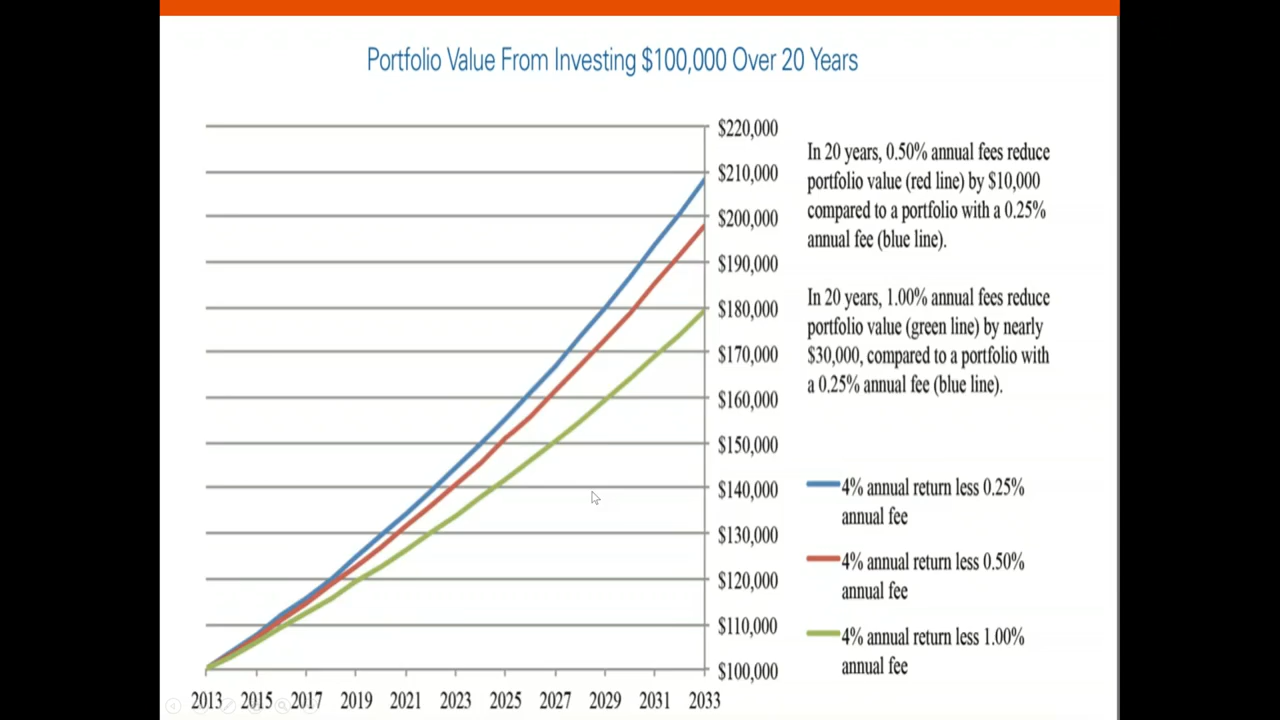 Portfolio Value From Investing $100,000 Over 20 Years
$220,000
$210,000
$200,000
$190,000
$180,000
$170,000
$160,000
$150,000
$140,000
$130,000
$120,000
$110,000
$100,000
2013 2015 2017 2019 2021 2023 2025 2027 2029 2031 2033
In 20 years, 0.50% annual fees reduce
portfolio value (red line) by $10,000
compared to a portfolio with a 0.25%
annual fee (blue line).
In 20 years, 1.00% annual fees reduce
portfolio value (green line) by nearly
$30,000, compared to a portfolio with
a 0.25% annual fee (blue line).
4% annual return less 0.25%
annual fee
4% annual return less 0.50%
annual fee
4% annual return less 1.00%
annual fee